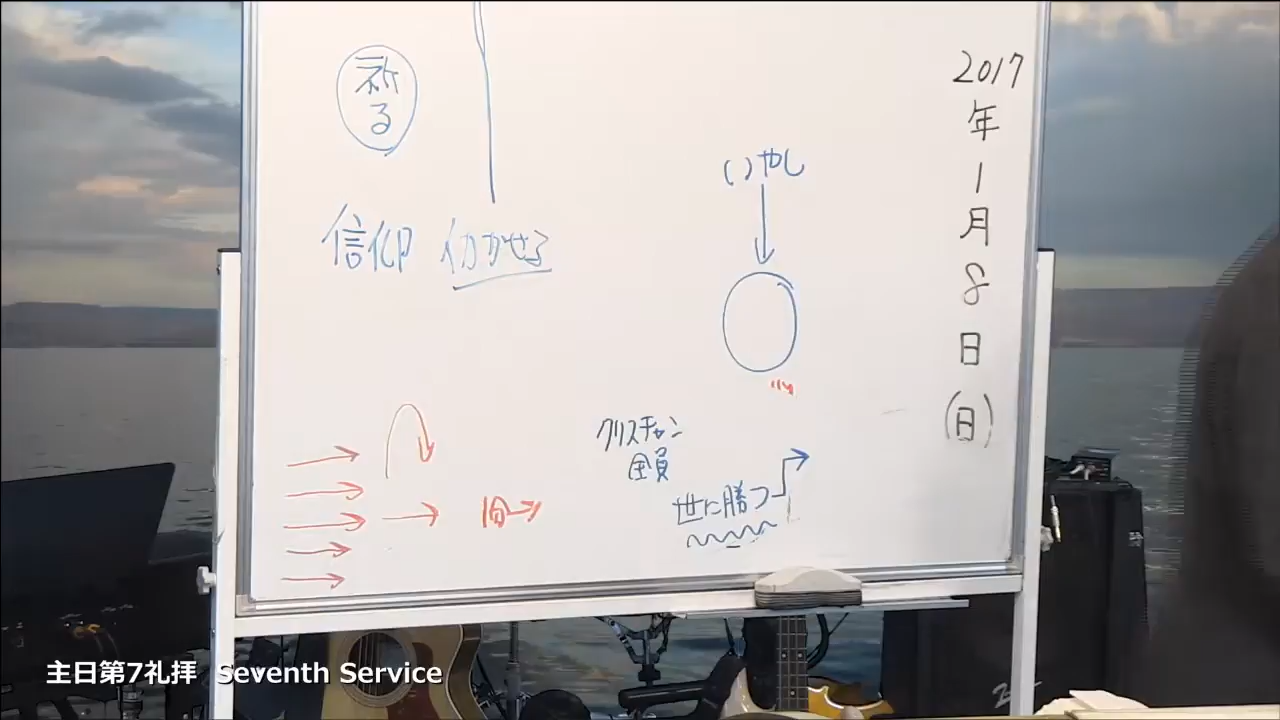 祈
る
信仰 働かせる
いやし
クリスチャン
全員
世に勝つ
2017
年
1
月
8
日
(日)
主日第7礼拝 Seventh Service